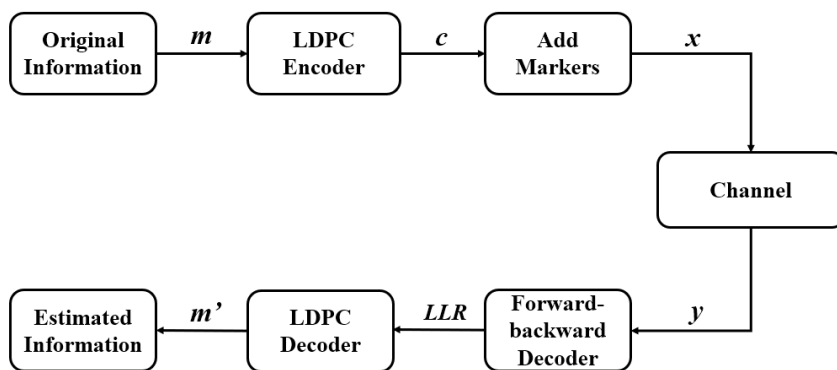 Original
Information
m
LDPC
Encoder
c
Add
Markers
x
Channel
y
Forward-
backward
Decoder
LLR
LDPC
Decoder
m’
Estimated
Information